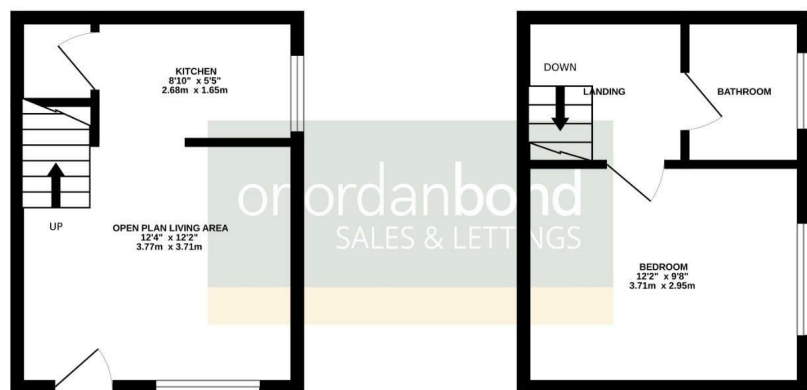 KITCHEN
8'10" x 5'5"
2.68m x 1.65m
UP
OPEN PLAN LIVING AREA
12'4" x 12'2"
3.77m x 3.71m
DOWN
LANDING
BATHROOM
BEDROOM
12'2" x 9'8"
3.71m x 2.95m
oriordanbond
SALES & LETTINGS